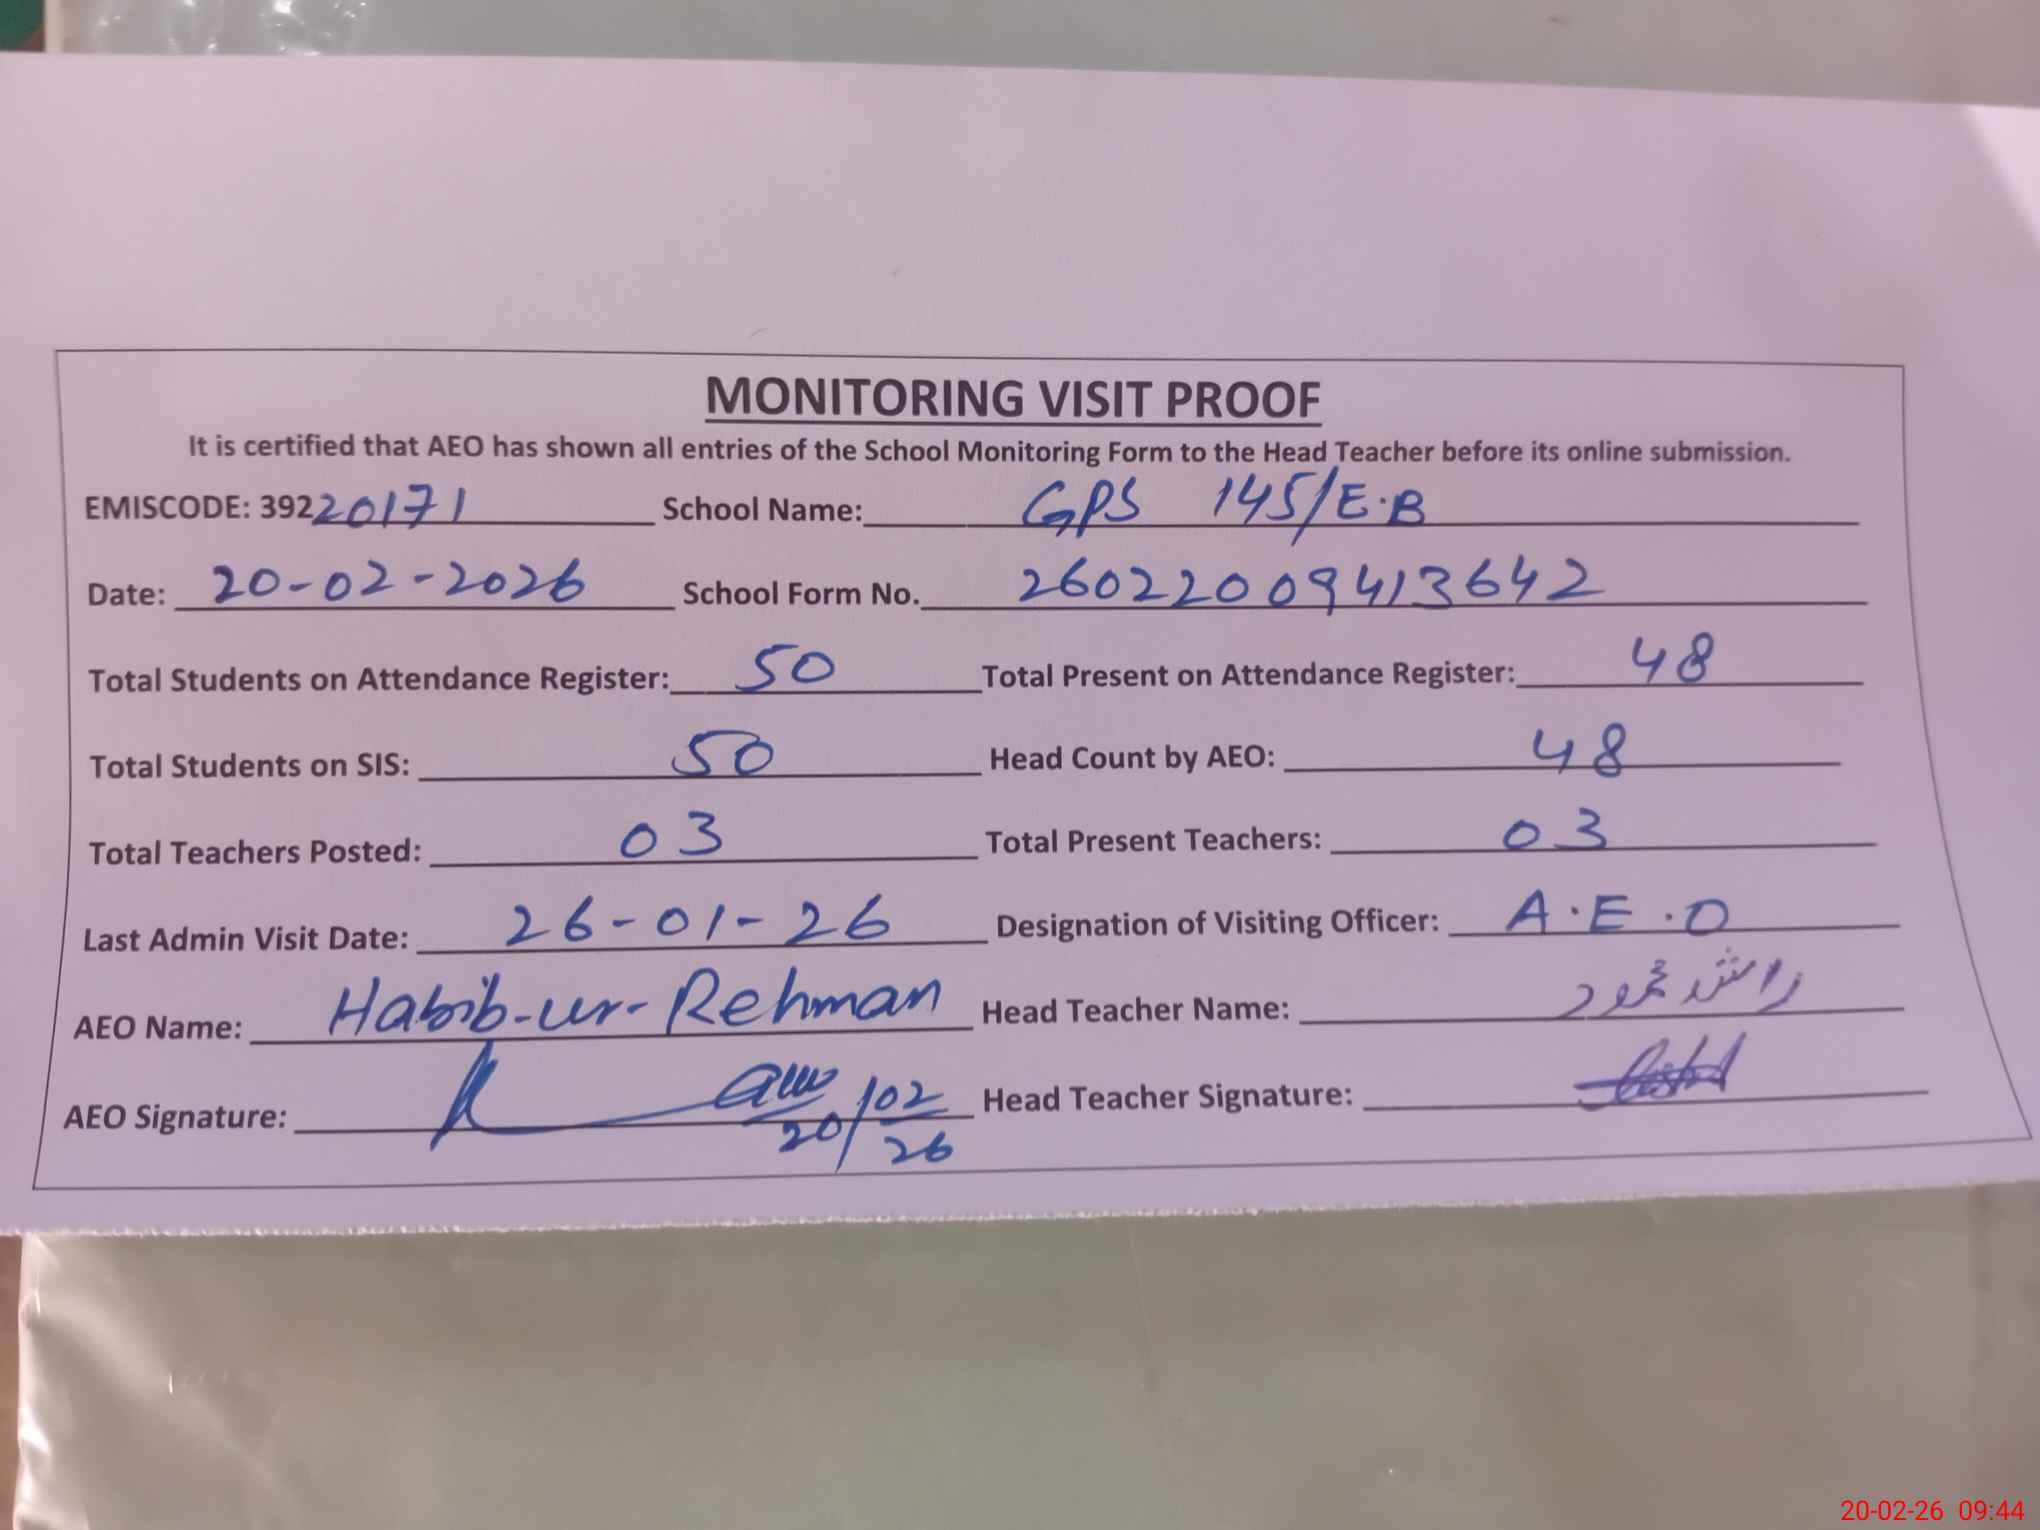 MONITORING VISIT PROOF
It is certified that AEO has shown all entries of the School Monitoring Form to the Head Teacher before its online submission.
EMISCODE: 39220171 School Name: GPS 145/E.B
Date: 20-02-2026 School Form No. 260220094136​42
Total Students on Attendance Register: 50 Total Present on Attendance Register: 48
Total Students on SIS: 50 Head Count by AEO: 48
Total Teachers Posted: 03 Total Present Teachers: 03
Last Admin Visit Date: 26-01-26 Designation of Visiting Officer: A.E.O
AEO Name: Habib-ur-Rehman Head Teacher Name: راشد محمود
AEO Signature: 20/02 Head Teacher Signature:
26
20-02-26 09:44